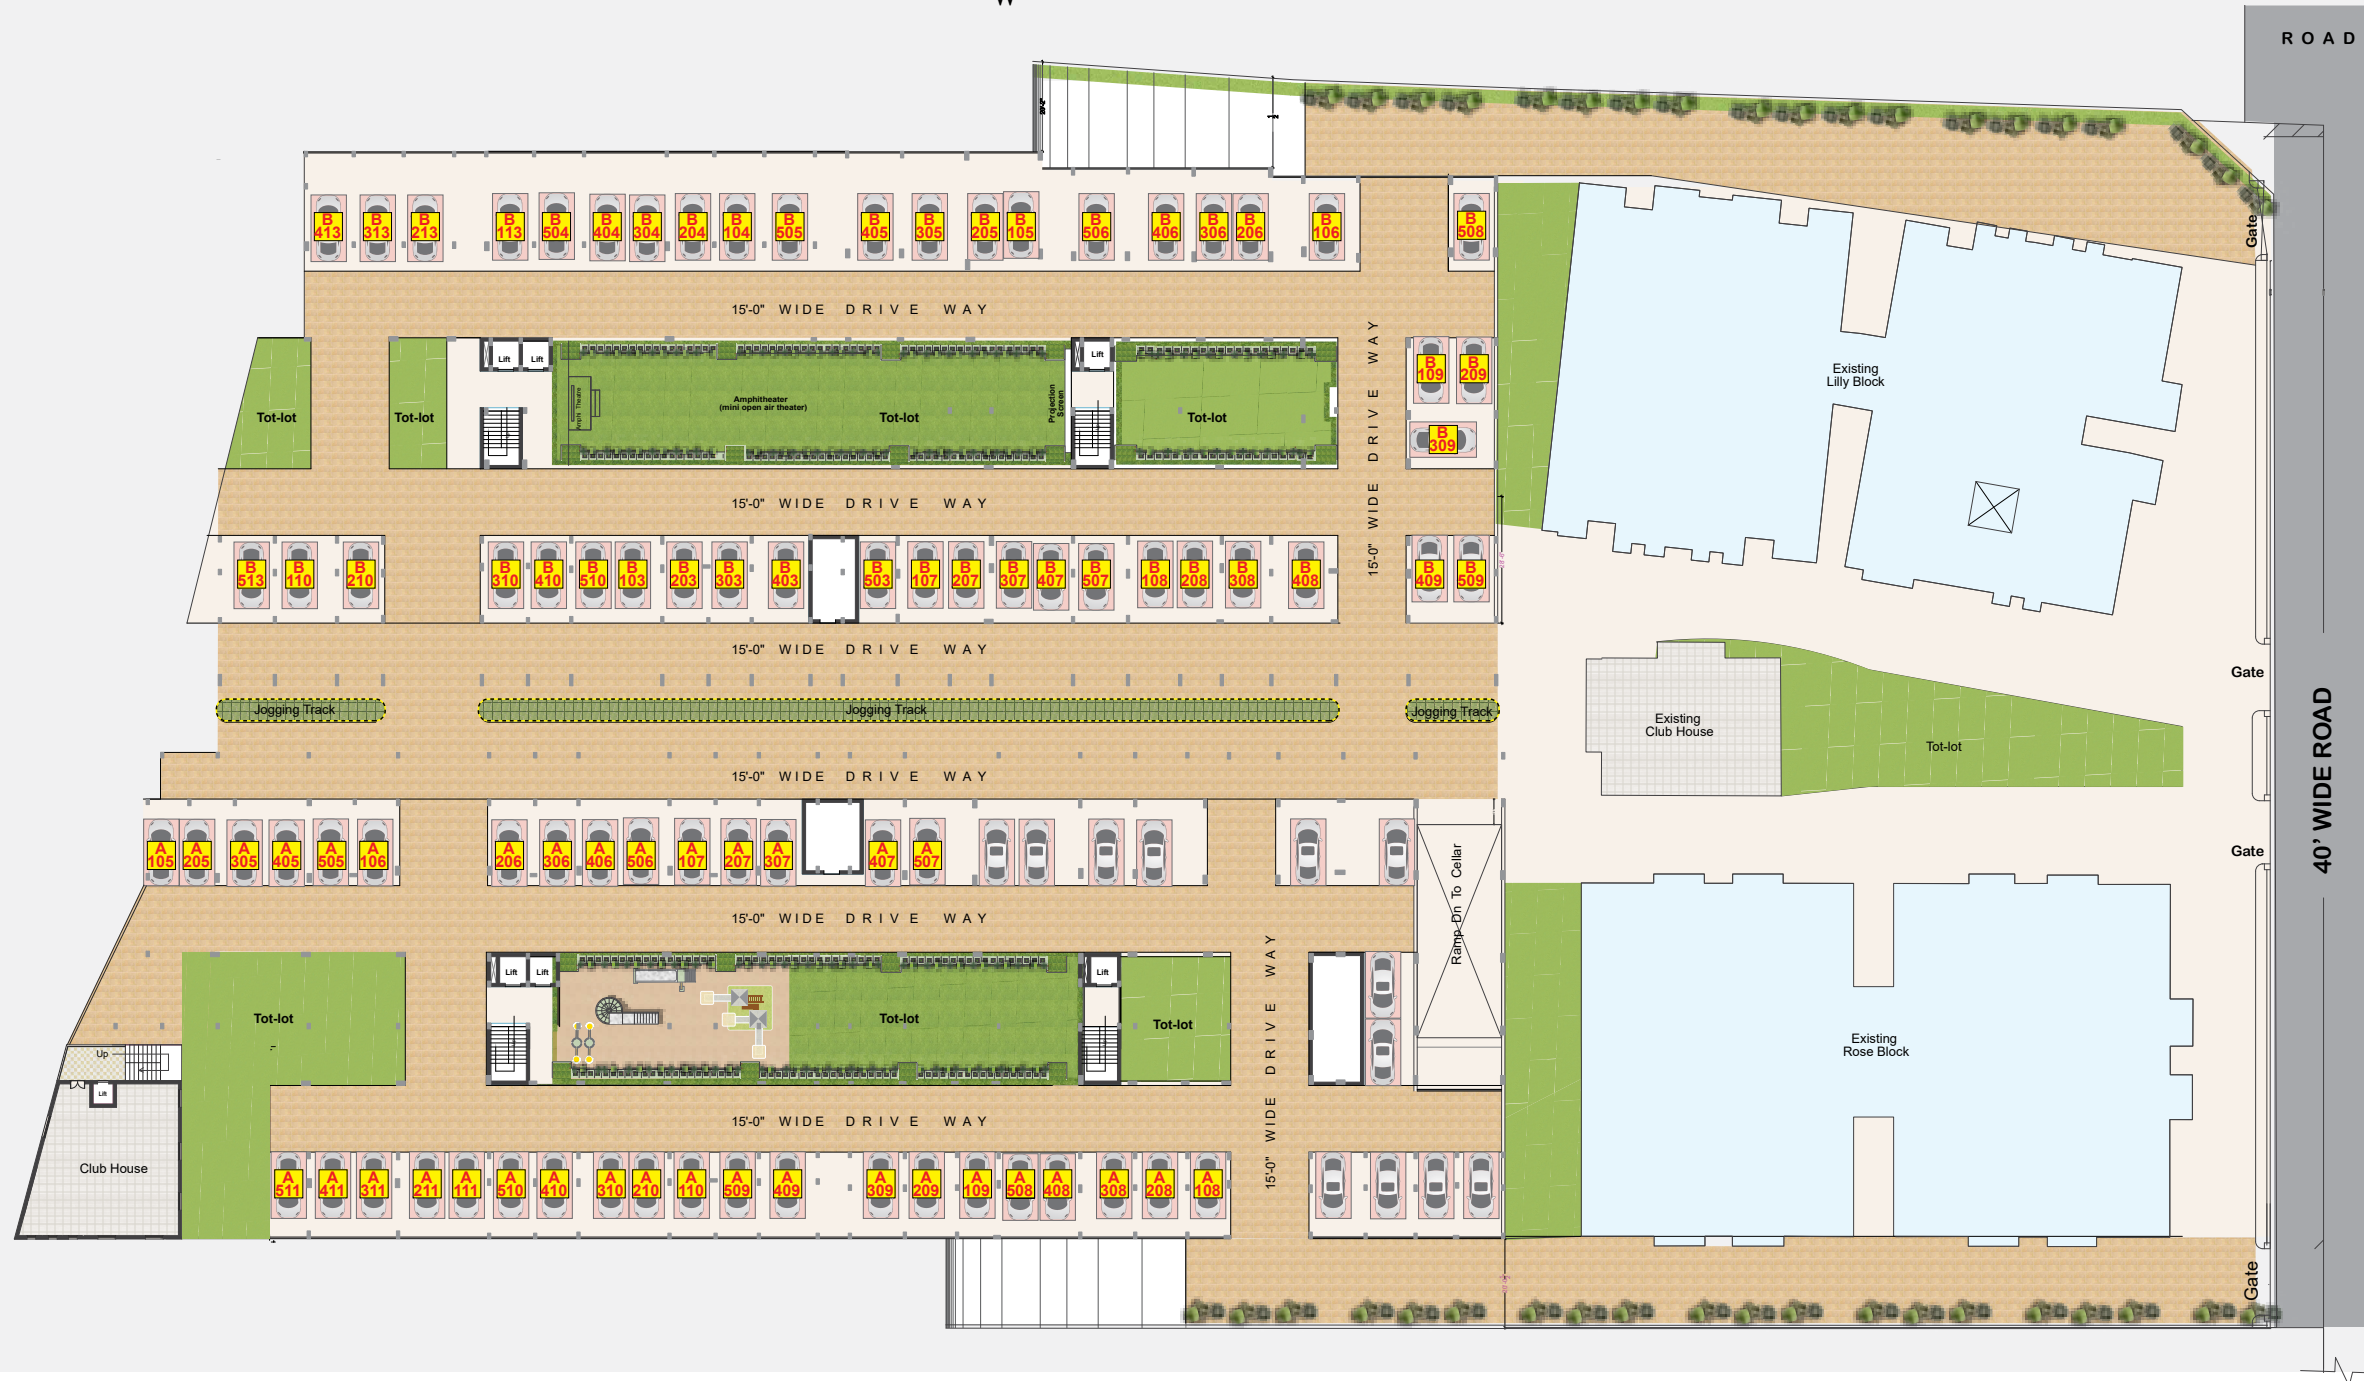 W
ROAD
B 413
B 313
B 213
B 113
B 504
B 404
B 304
B 204
B 104
B 505
B 405
B 305
B 205
B 105
B 506
B 406
B 306
B 206
B 106
B 508
Gate
15'-0" WIDE DRIVE WAY
15'-0" WIDE DRIVE WAY
Lift
Lift
Lift
B 109
B 209
B 309
Existing
Lilly Block
Tot-lot
Tot-lot
Amphi Theatre
Amphitheater
(mini open air theater)
Tot-lot
Projection
Screen
Tot-lot
15'-0" WIDE DRIVE WAY
B 513
B 110
B 210
B 310
B 410
B 510
B 103
B 203
B 303
B 403
B 503
B 107
B 207
B 307
B 407
B 507
B 108
B 208
B 308
B 408
B 409
B 509
15'-0" WIDE DRIVE WAY
Gate
Jogging Track
Jogging Track
Jogging Track
Existing
Club House
Tot-lot
40' WIDE ROAD
15'-0" WIDE DRIVE WAY
A 105
A 205
A 305
A 405
A 505
A 106
A 206
A 306
A 406
A 506
A 107
A 207
A 307
A 407
A 507
Gate
Ramp Dn To Cellar
15'-0" WIDE DRIVE WAY
15'-0" WIDE DRIVE WAY
Lift
Lift
Lift
Tot-lot
Tot-lot
Tot-lot
Existing
Rose Block
Up
Lift
15'-0" WIDE DRIVE WAY
Club House
A 511
A 411
A 311
A 211
A 111
A 510
A 410
A 310
A 210
A 110
A 509
A 409
A 309
A 209
A 109
A 508
A 408
A 308
A 208
A 108
Gate